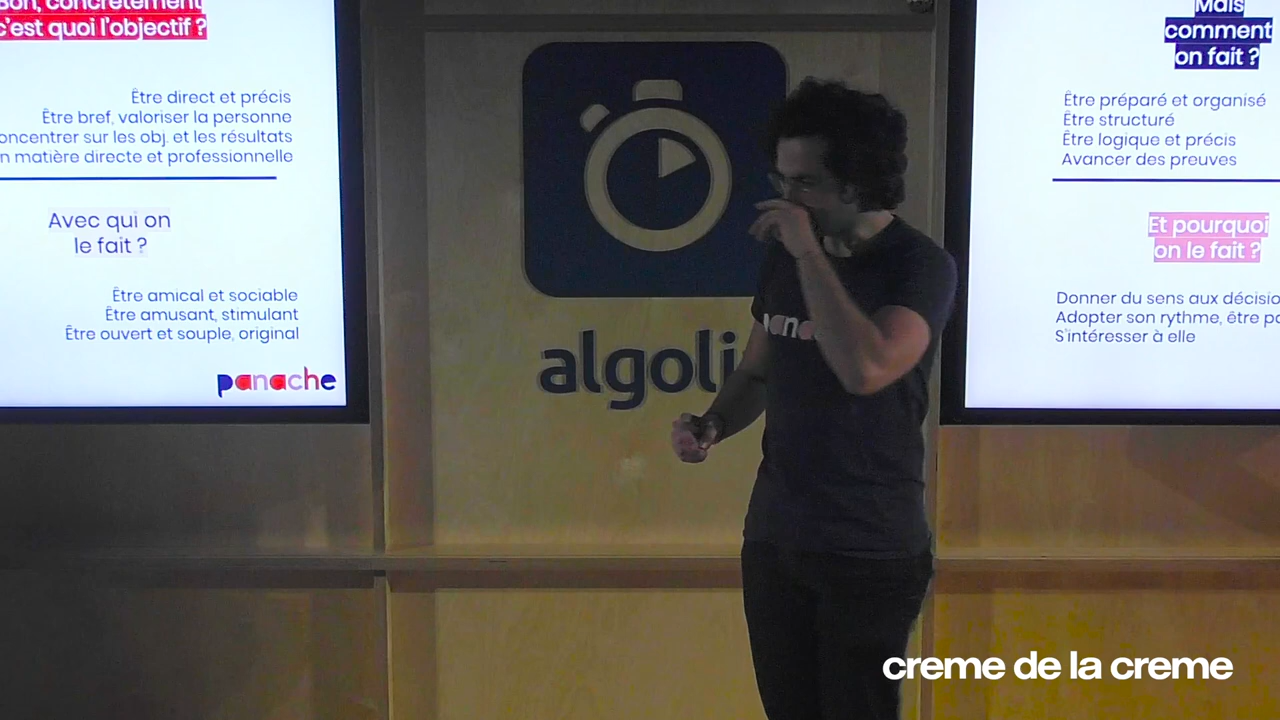 Bon, concrètement
c'est quoi l'objectif ?
Être direct et précis
Être bref, valoriser la personne
sur les obj. et les résultats
matière directe et professionnelle
Avec qui on
le fait ?
Être amical et sociable
Être amusant, stimulant
Être ouvert et souple, original
panache
algoli
Mais
comment
on fait ?
Être préparé et organisé
Être structuré
Être logique et précis
Avancer des preuves
Et pourquoi
on le fait ?
Donner du sens aux
Adopter son rythme, être
S'intéresser à elle
creme de la creme